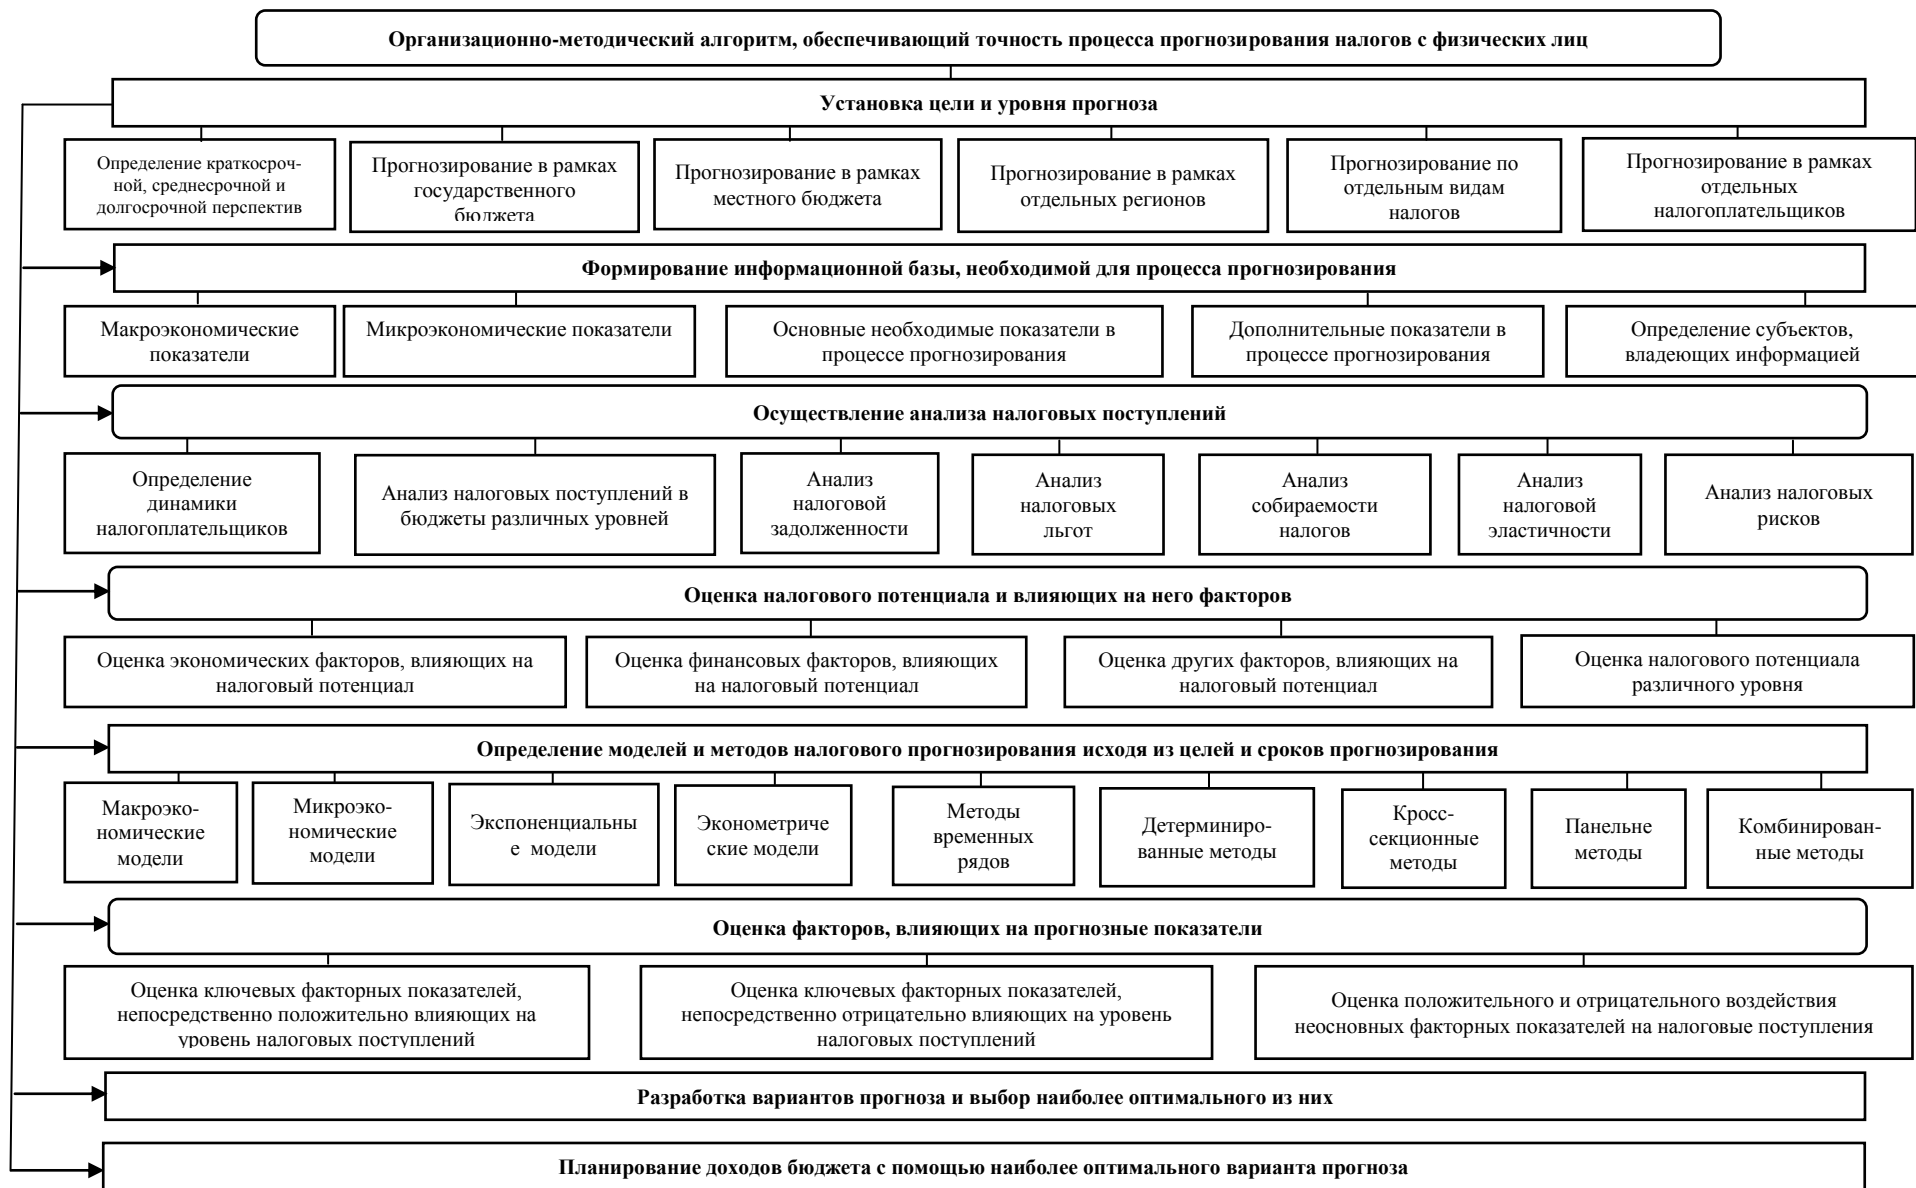 Организационно-методический алгоритм, обеспечивающий точность процесса прогнозирования налогов с физических лиц
Установка цели и уровня прогноза
Определение краткосроч-
ной, среднесрочной и
долгосрочной перспектив
Прогнозирование в рамках
государственного
бюджета
Прогнозирование в рамках
местного бюджета
Прогнозирование в рамках
отдельных регионов
Прогнозирование по
отдельным видам
налогов
Прогнозирование в рамках
отдельных
налогоплательщиков
Формирование информационной базы, необходимой для процесса прогнозирования
Макроэкономические
показатели
Микроэкономические показатели
Основные необходимые показатели в
процессе прогнозирования
Дополнительные показатели в
процессе прогнозирования
Определение субъектов,
владеющих информацией
Осуществление анализа налоговых поступлений
Определение
динамики
налогоплательщиков
Анализ налоговых поступлений в
бюджеты различных уровней
Анализ
налоговой
задолженности
Анализ
налоговых
льгот
Анализ
собираемости
налогов
Анализ
налоговой
эластичности
Анализ налоговых
рисков
Оценка налогового потенциала и влияющих на него факторов
Оценка экономических факторов, влияющих на
налоговый потенциал
Оценка финансовых факторов, влияющих
на налоговый потенциал
Оценка других факторов, влияющих на
налоговый потенциал
Оценка налогового потенциала
различного уровня
Определение моделей и методов налогового прогнозирования исходя из целей и сроков прогнозирования
Макроэко-
номические
модели
Микроэко-
номические
модели
Экспоненциальны
е модели
Эконометриче
ские модели
Методы
временных
рядов
Детерминиро-
ванные методы
Кросс-
секционные
методы
Панельне
методы
Комбинирован-
ные методы
Оценка факторов, влияющих на прогнозные показатели
Оценка ключевых факторных показателей,
непосредственно положительно влияющих на
уровень налоговых поступлений
Оценка ключевых факторных показателей,
непосредственно отрицательно влияющих на уровень
налоговых поступлений
Оценка положительного и отрицательного воздействия
неосновных факторных показателей на налоговые поступления
Разработка вариантов прогноза и выбор наиболее оптимального из них
Планирование доходов бюджета с помощью наиболее оптимального варианта прогноза